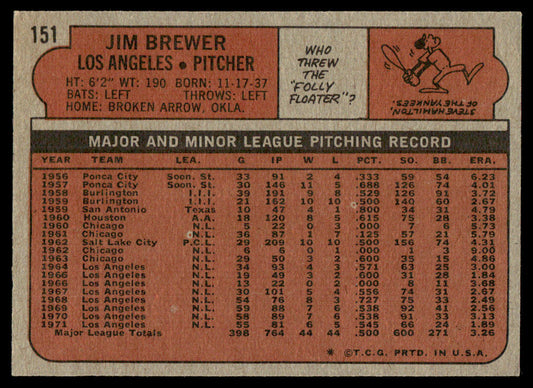 151
JIM BREWER
LOS ANGELES • PITCHER
HT: 6'2" WT: 190 BORN: 11-17-37
BATS: LEFT THROWS: LEFT
HOME: BROKEN ARROW, OKLA.
WHO
THREW
THE
"FOLLY
FLOATER"?
STEVE HAMILTON
OF THE YANKEES.
MAJOR AND MINOR LEAGUE PITCHING RECORD
YEAR TEAM LEA. G IP W L PCT. SO. BB. ERA.
1956 Ponca City Soon. St. 33 91 2 4 .333 59 54 6.23
1957 Ponca City Soon. St. 30 146 11 5 .688 126 74 4.01
1958 Burlington I.I.I. 39 191 9 8 .529 126 91 3.72
1959 Burlington I.I.I. 21 162 10 10 .500 140 60 2.67
1959 San Antonio Texas 10 47 1 4 .800 34 29 4.79
1960 Houston A.A. 18 120 8 5 .615 75 28 3.38
1960 Chicago N.L. 5 22 0 3 .000 7 6 5.73
1961 Chicago N.L. 36 87 1 7 .125 57 21 5.79
1962 Salt Lake City P.C.L. 29 209 10 10 .500 156 74 4.31
1962 Chicago N.L. 6 6 0 1 .000 3 9.00
1963 Chicago N.L. 29 50 3 2 .600 35 15 4.86
1964 Los Angeles N.L. 34 93 4 3 .571 63 25 3.00
1965 Los Angeles N.L. 19 49 3 2 .600 31 28 1.84
1966 Los Angeles N.L. 13 22 0 2 .000 8 11 3.68
1967 Los Angeles N.L. 30 101 5 4 .556 74 31 2.67
1968 Los Angeles N.L. 54 76 8 3 .727 75 33 2.49
1969 Los Angeles N.L. 59 88 7 6 .538 92 41 2.56
1970 Los Angeles N.L. 58 89 7 6 .538 91 33 3.13
1971 Los Angeles N.L. 55 81 6 5 .545 66 24 1.89
Major League Totals 398 764 44 44 .500 600 271 3.26
* ©T.C.G. PRTD. IN U.S.A.